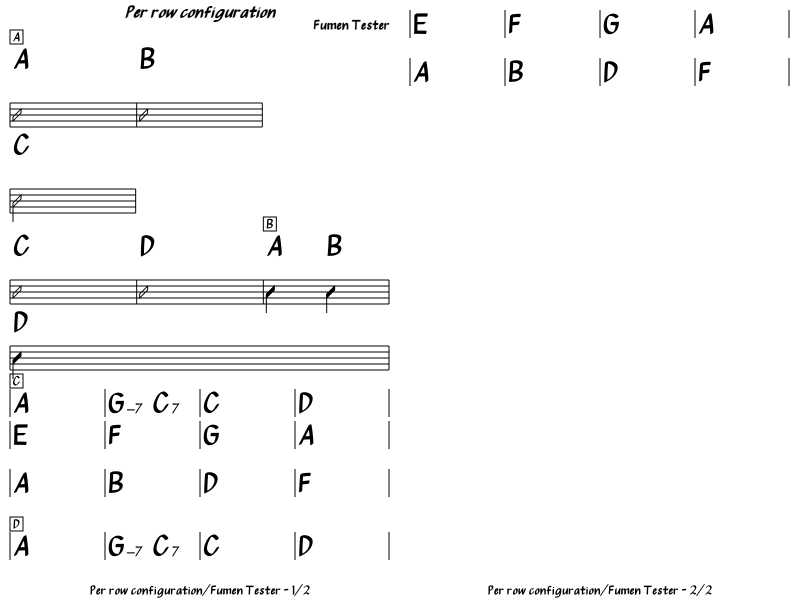 Per row configuration
Fumen Tester
A
A B
C
B
C D A B
D
C
A G–7 C7 C D
E F G A
A B D F
D
A G–7 C7 C D
Per row configuration/Fumen Tester - 1/2
E F G A
A B D F
Per row configuration/Fumen Tester - 2/2